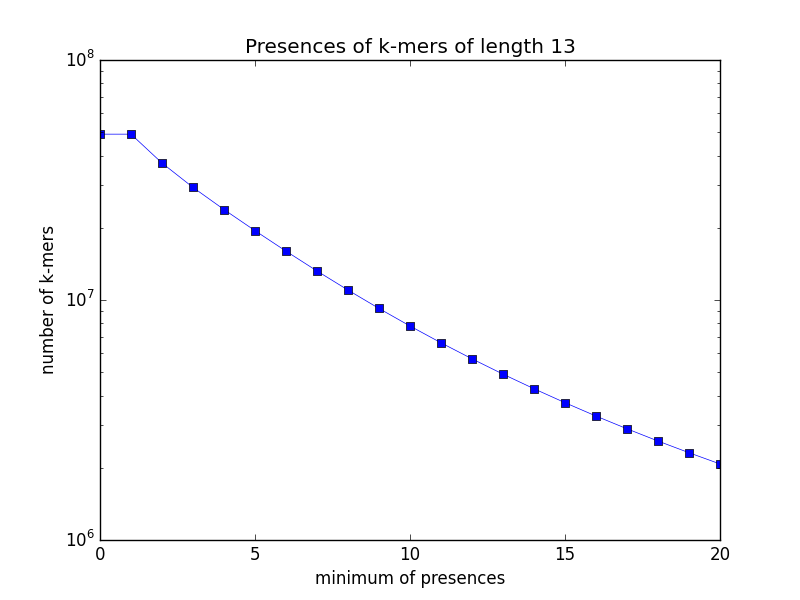 Presences of k-mers of length 13
10^8
10^7
10^6
number of k-mers
0 5 10 15 20
minimum of presences